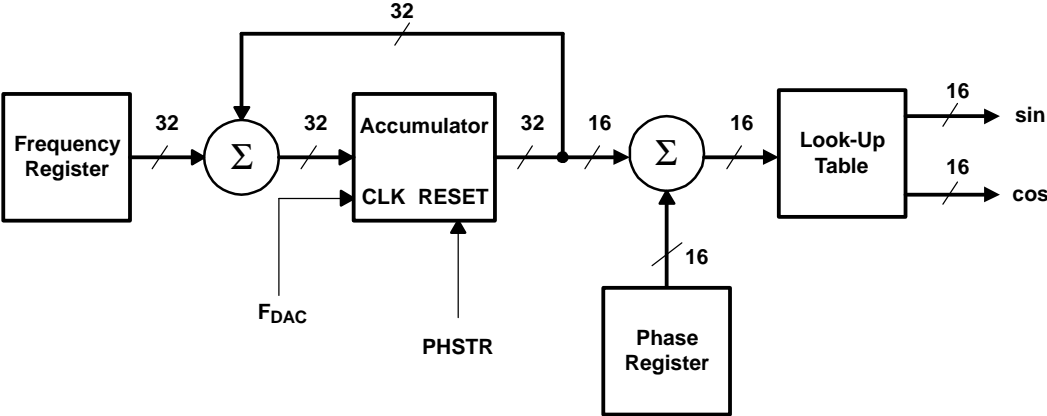 32
Frequency
Register
32
Σ
32
Accumulator
CLK RESET
32
16
Σ
16
Look-Up
Table
16
sin
16
cos
16
FDAC
PHSTR
Phase
Register